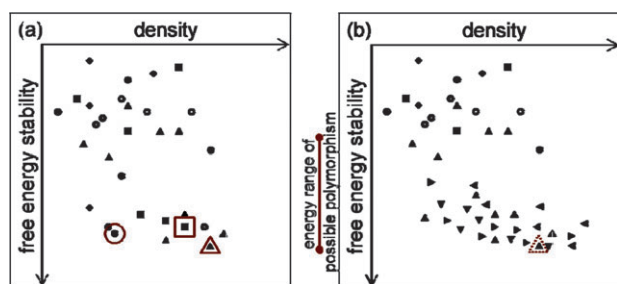 (a)
density
free energy stability
energy range of
possible polymorphism
(b)
density
free energy stability